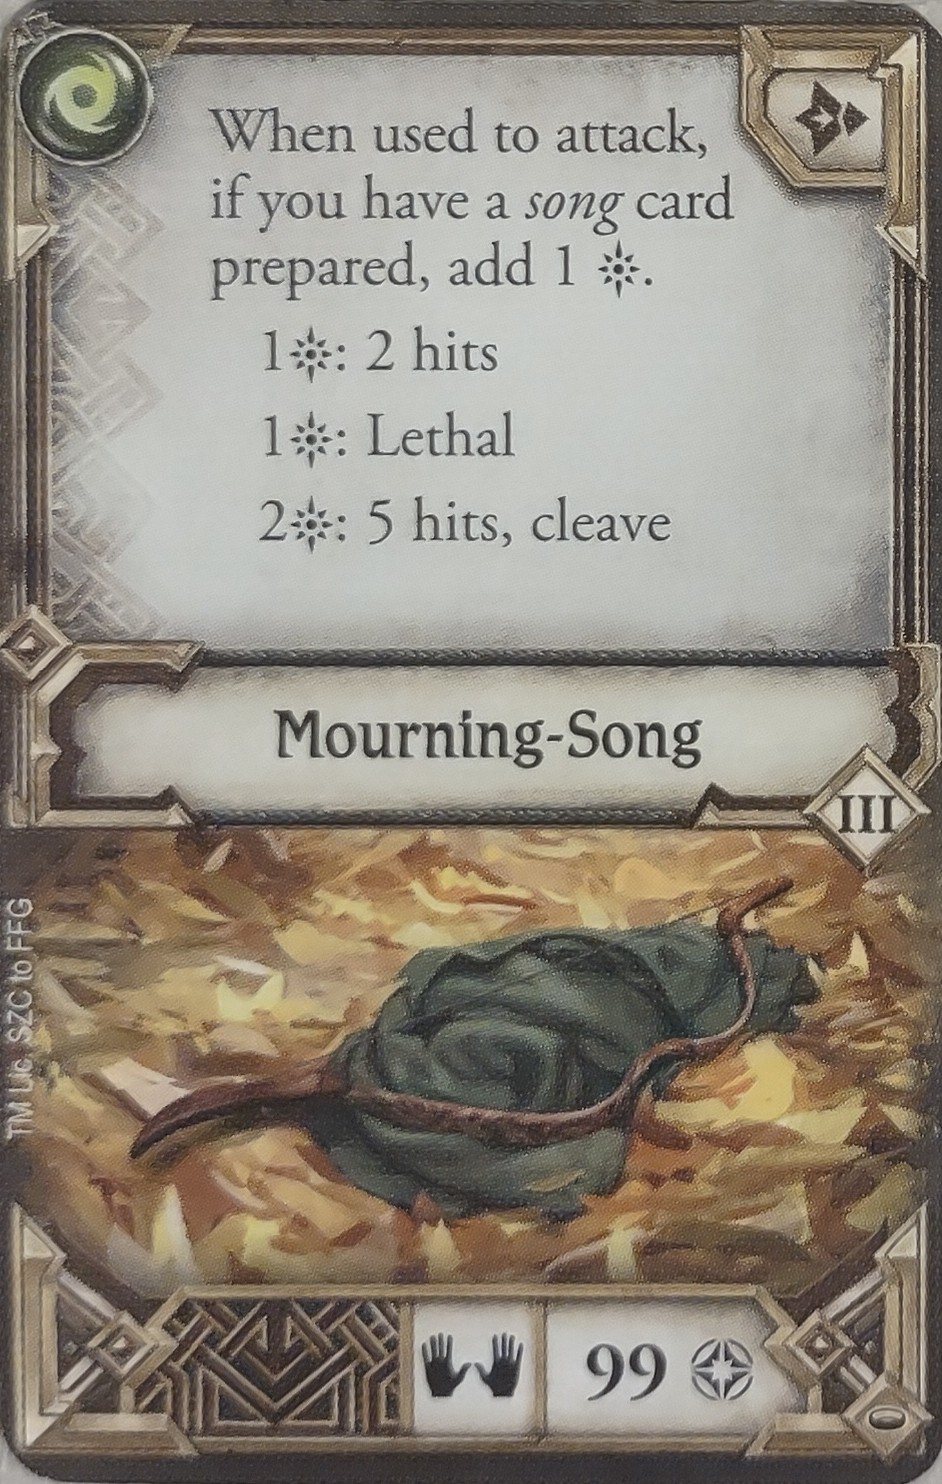 When used to attack,
if you have a song card
prepared, add 1 ☀.
1☀: 2 hits
1☀: Lethal
2☀: 5 hits, cleave
Mourning-Song
III
TM Lic. SZC to FFG
99